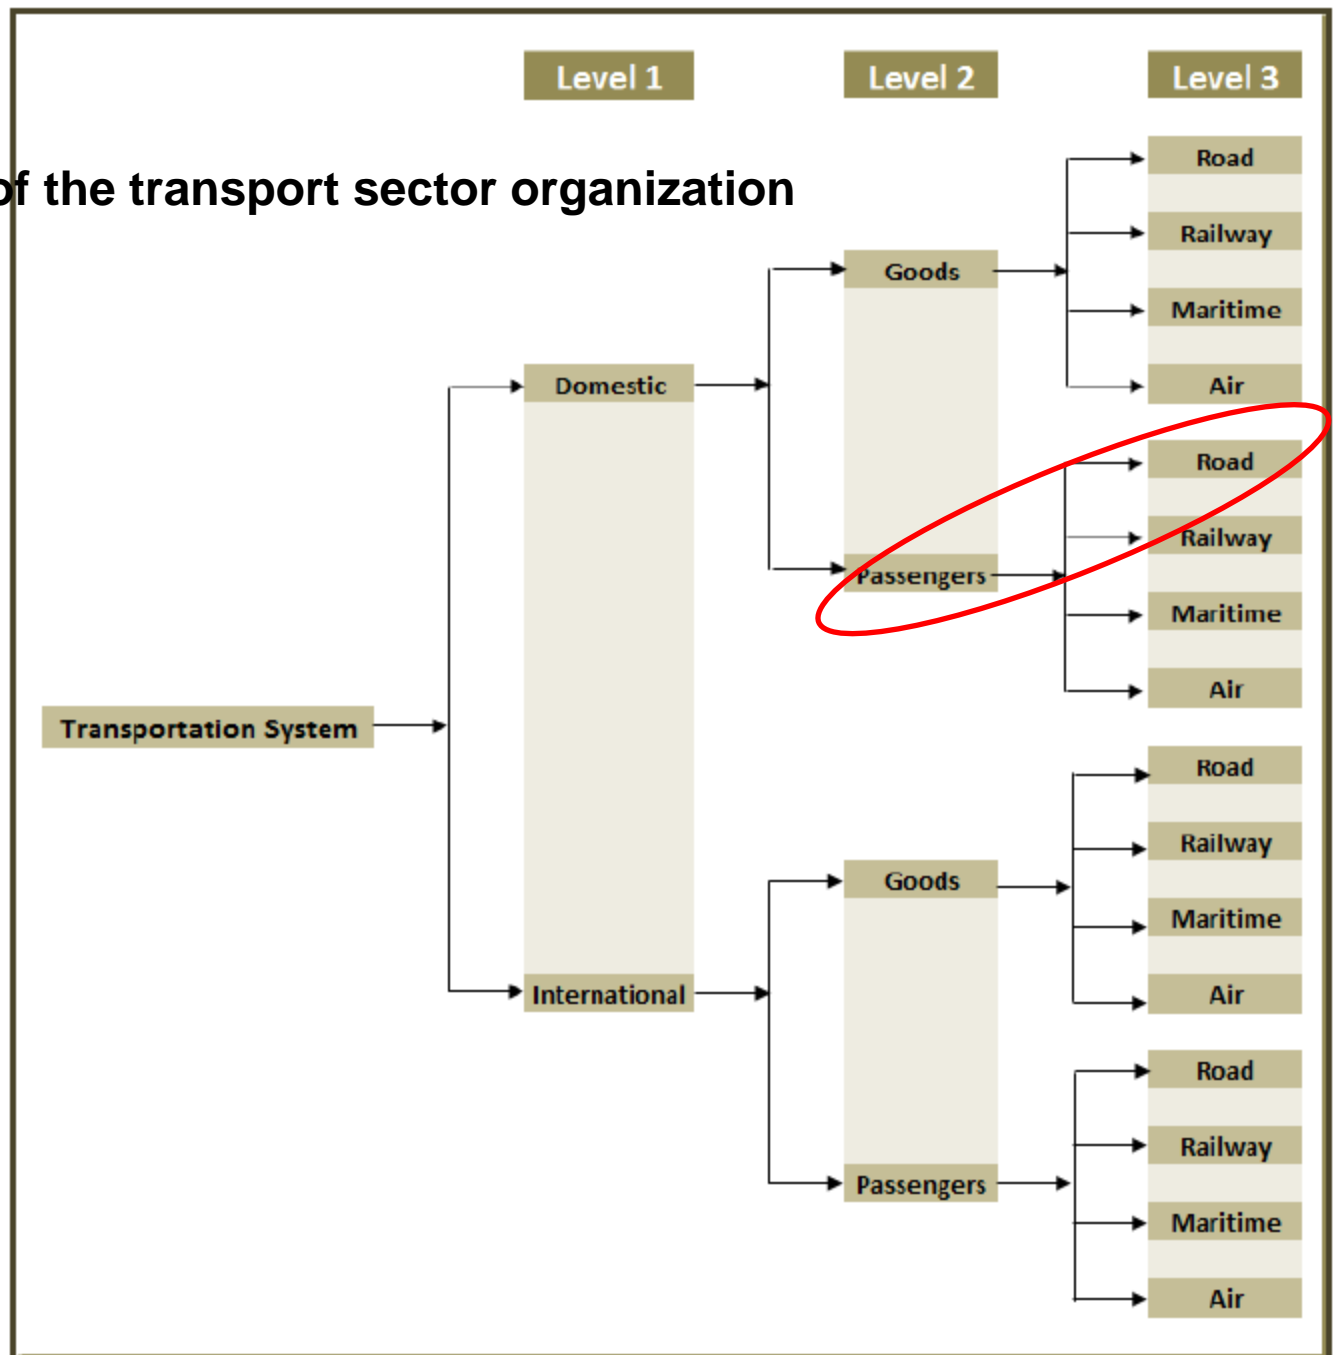 Level 1 Level 2 Level 3
of the transport sector organization
Road
Railway
Goods
Maritime
Domestic
Air
Road
Railway
Passengers
Maritime
Air
Transportation System
Road
Railway
Goods
Maritime
International
Air
Road
Railway
Passengers
Maritime
Air